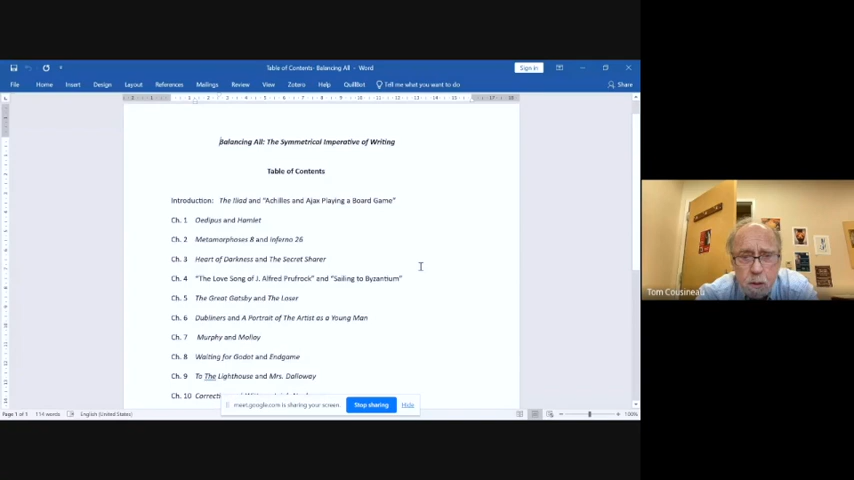 Table of Contents- Balancing All - Word
Sign in
File Home Insert Design Layout References Mailings Review View Zotero Help QuillBot Tell me what you want to do Share
Balancing All: The Symmetrical Imperative of Writing
Table of Contents
Introduction: The Iliad and “Achilles and Ajax Playing a Board Game”
Ch. 1 Oedipus and Hamlet
Ch. 2 Metamorphoses 8 and Inferno 26
Ch. 3 Heart of Darkness and The Secret Sharer
Ch. 4 “The Love Song of J. Alfred Prufrock” and “Sailing to Byzantium”
Ch. 5 The Great Gatsby and The Loser
Ch. 6 Dubliners and A Portrait of The Artist as a Young Man
Ch. 7 Murphy and Molloy
Ch. 8 Waiting for Godot and Endgame
Ch. 9 To The Lighthouse and Mrs. Dalloway
Ch. 10
meet.google.com is sharing your screen. Stop sharing Hide
Page 1 of 1 114 words English (United States) 100%
Tom Cousineau